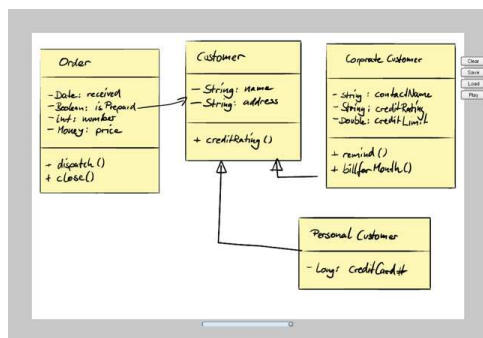 Order
-Date: received
-Boolean: isPrepaid
-Int: number
-Money: price
+ dispatch()
+ close()
Customer
-String: name
-String: address
+ creditRating()
Corporate Customer
-String: contactName
-String: creditRating
-Double: creditLimit
+ remind()
+ billforMonth()
Personal Customer
-Long: creditCard#
Clear
Save
Load
Play